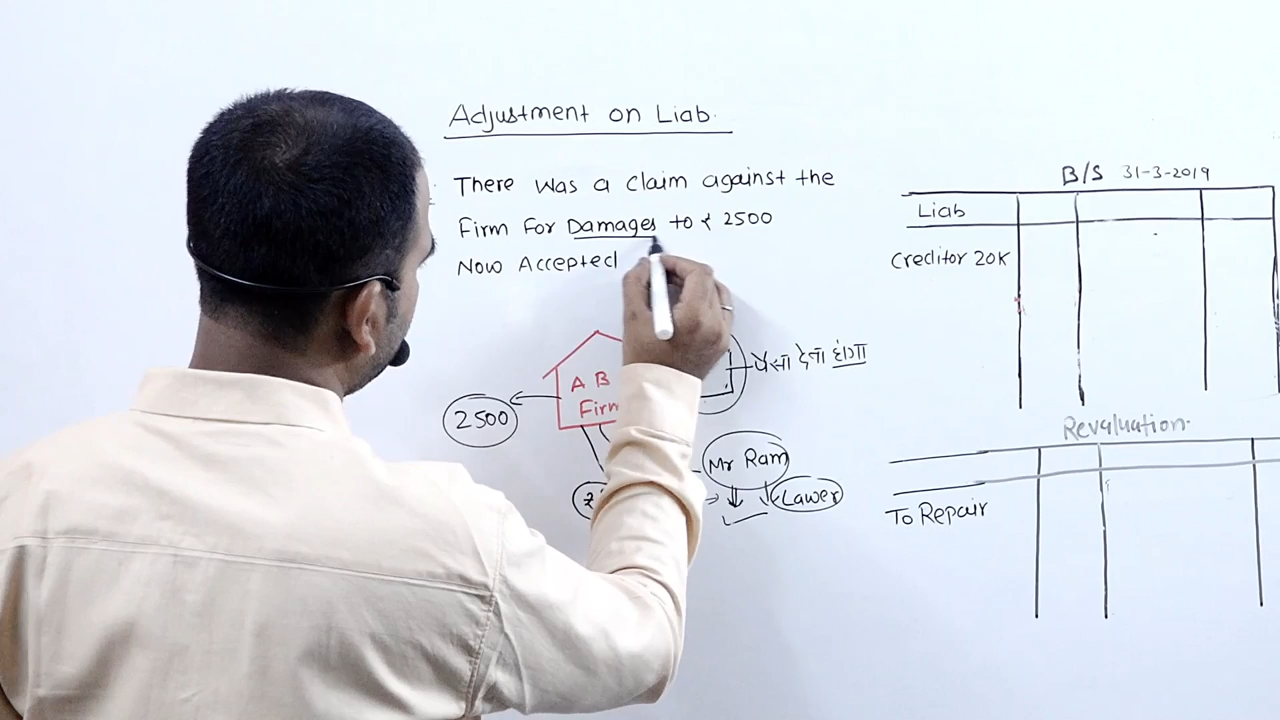 Adjustment on Liab.
There was a claim against the
Firm for Damages to ₹ 2500
Now Accepted
A B
Firm
2500
पैसा देना होगा
Mr Ram
Lawer
₹
B/S 31-3-2019
Liab
Creditor 20K
Revaluation
To Repair